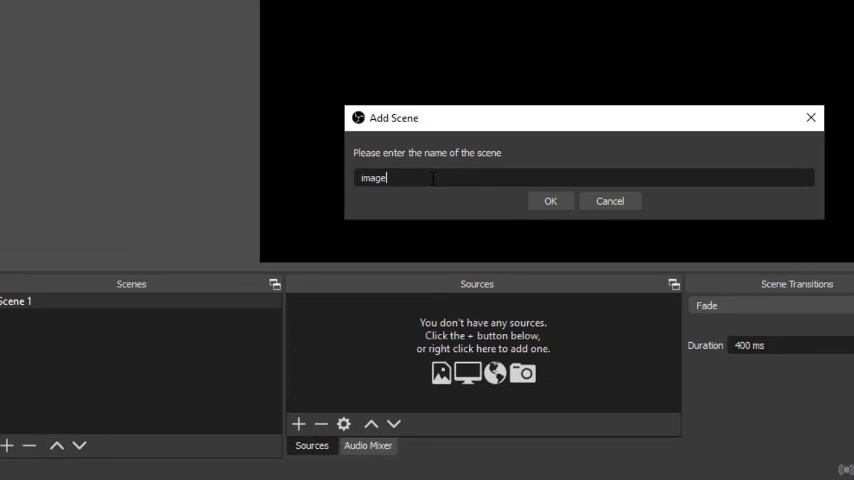 Add Scene
Please enter the name of the scene
image
OK Cancel
Scenes Sources Scene Transitions
Scene 1
Fade
You don't have any sources.
Click the + button below,
or right click here to add one.
Duration 400 ms
Sources Audio Mixer